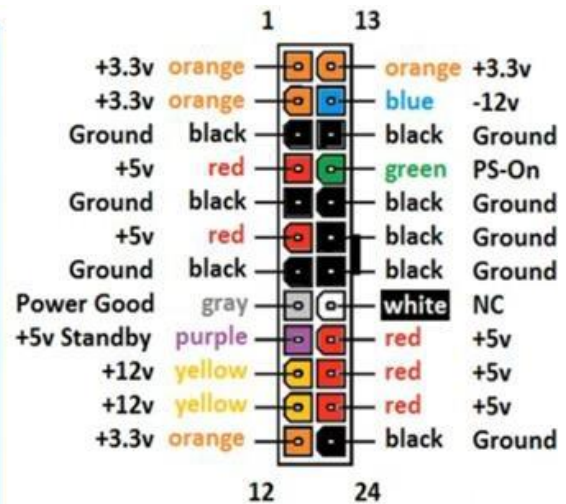 1 13
+3.3v orange orange +3.3v
+3.3v orange blue -12v
Ground black black Ground
+5v red green PS-On
Ground black black Ground
+5v red black Ground
Ground black black Ground
Power Good gray white NC
+5v Standby purple red +5v
+12v yellow red +5v
+12v yellow red +5v
+3.3v orange black Ground
12 24